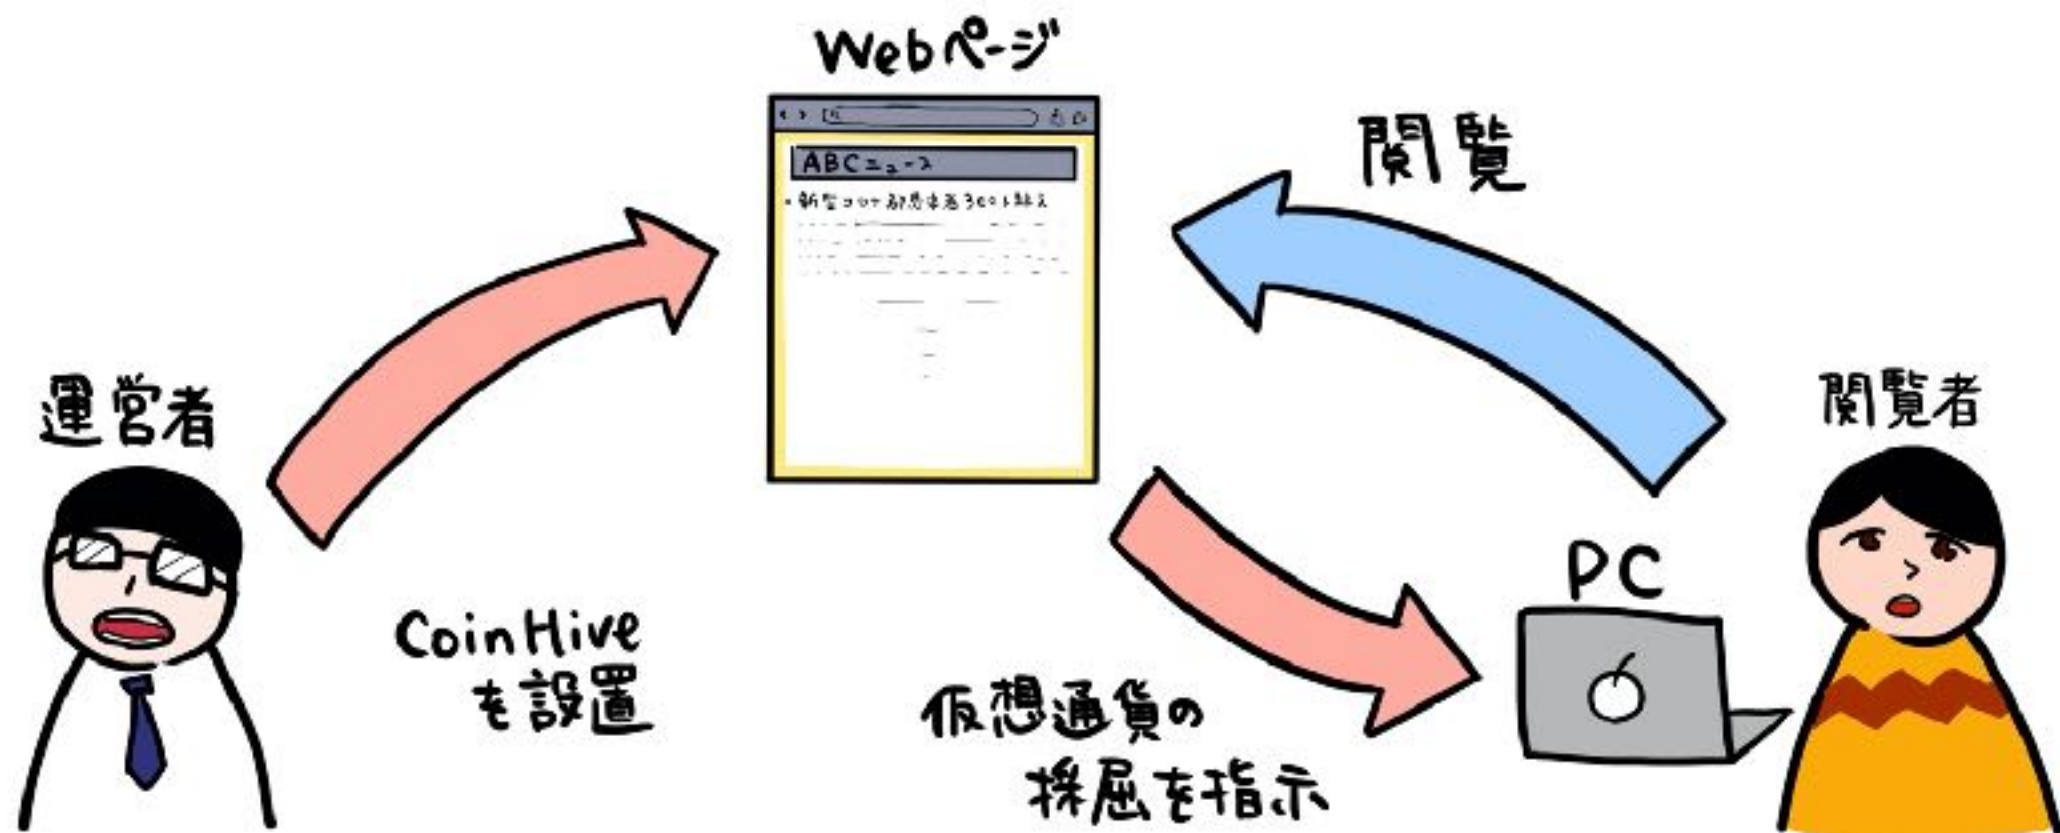 Webページ
ABCニュース
閲覧
運営者
閲覧者
CoinHive
を設置
PC
仮想通貨の
採屈を指示